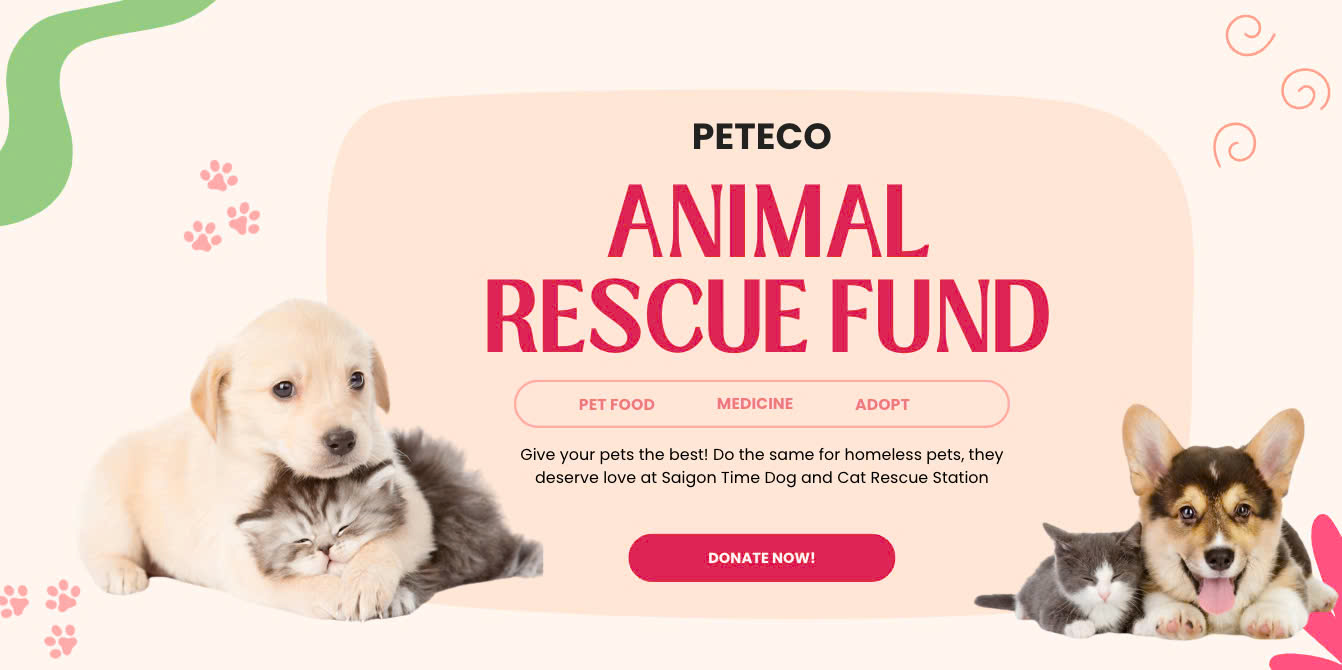 PETECO
ANIMAL
RESCUE FUND
PET FOOD MEDICINE ADOPT
Give your pets the best! Do the same for homeless pets, they
deserve love at Saigon Time Dog and Cat Rescue Station
DONATE NOW!